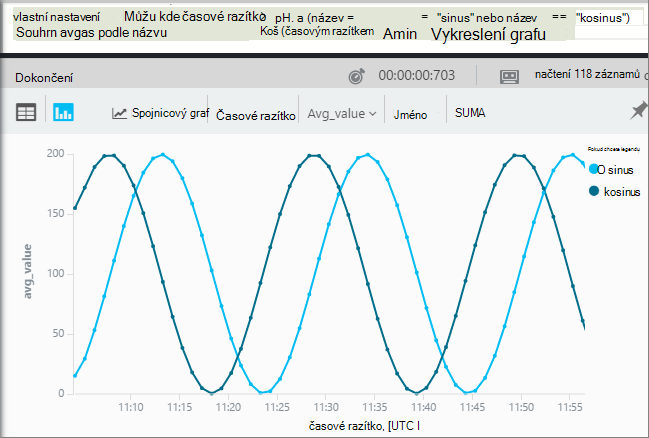 vlastní nastavení Můžu kde časové razítko pH. a (název = = "sinus" nebo název == "kosinus")
Souhrn avgas podle názvu Koš (časovým razítkem Amin Vykreslení grafu
Dokončení 00:00:00:703 načtení 118 záznamů
Spojnicový graf Časové razítko Avg_value Jméno SUMA
Pokud chcete legendu
O sinus
kosinus
avg_value
200
150
100
50
0
11:10 11:15 11:20 11:25 11:30 11:35 11:40 11:45 11:50 11:55
časové razítko, [UTC I